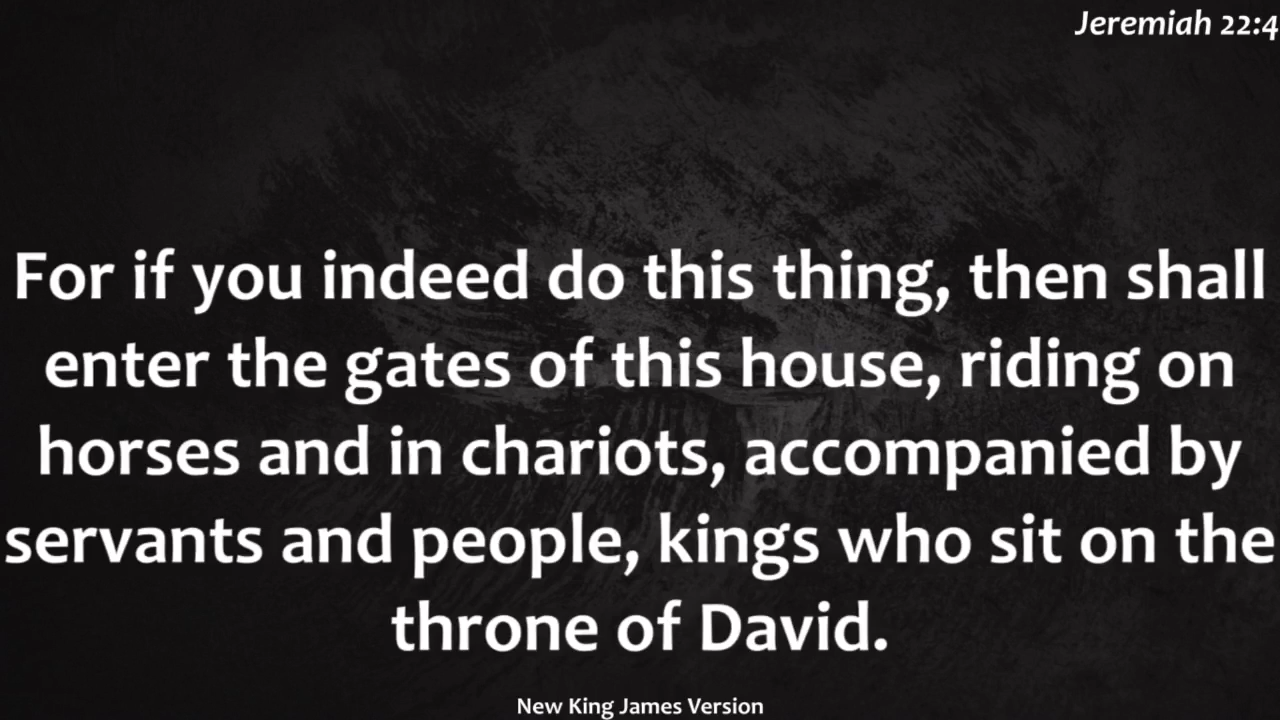 Jeremiah 22:4
For if you indeed do this thing, then shall
enter the gates of this house, riding on
horses and in chariots, accompanied by
servants and people, kings who sit on the
throne of David.
New King James Version